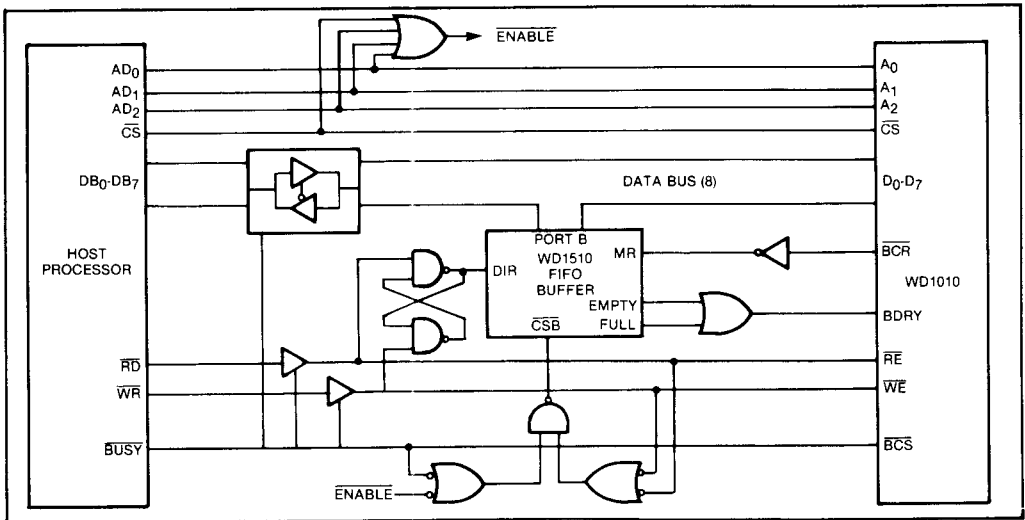 ENABLE
AD0
A0
AD1
A1
AD2
A2
CS
CS
DB0-DB7
DATA BUS (8)
D0-D7
HOST
PROCESSOR
PORT B
WD1510
FIFO
BUFFER
DIR
MR
EMPTY
FULL
CSB
BCR
WD1010
BDRY
RD
RE
WR
WE
BUSY
BCS
ENABLE